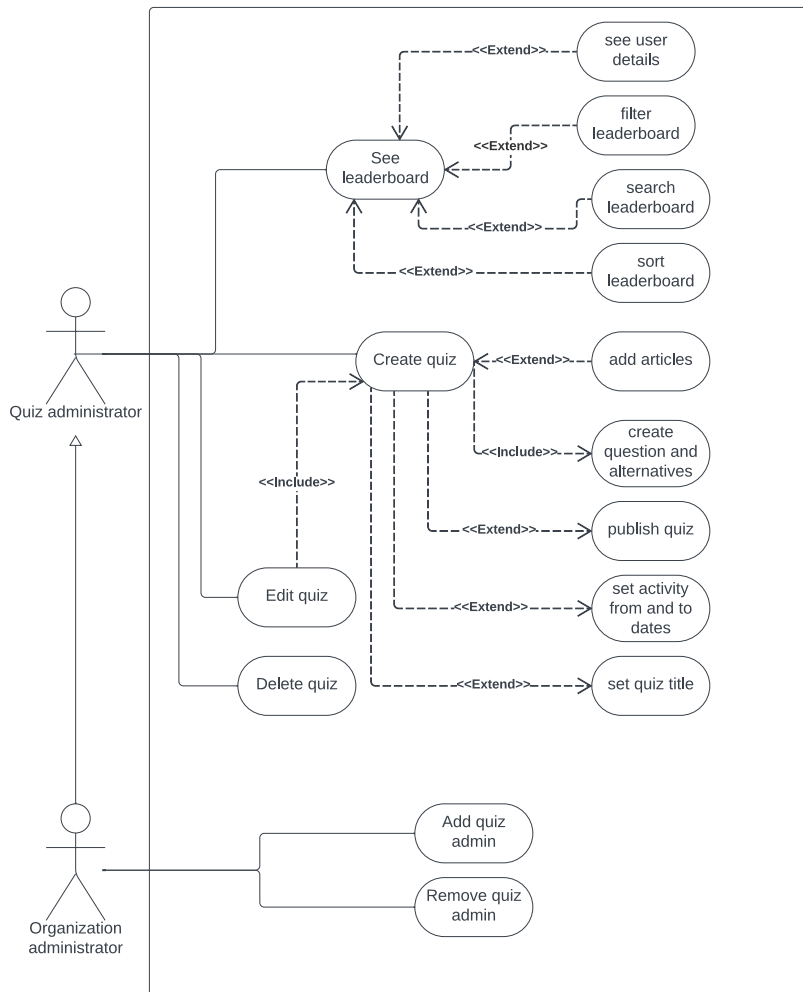 <<Extend>>
see user
details
<<Extend>>
filter
leaderboard
See
leaderboard
<<Extend>>
search
leaderboard
<<Extend>>
sort
leaderboard
Quiz administrator
Create quiz
<<Extend>>
add articles
<<Include>>
<<Include>>
create
question and
alternatives
<<Extend>>
publish quiz
Edit quiz
<<Extend>>
set activity
from and to
dates
Delete quiz
<<Extend>>
set quiz title
Add quiz
admin
Remove quiz
admin
Organization
administrator